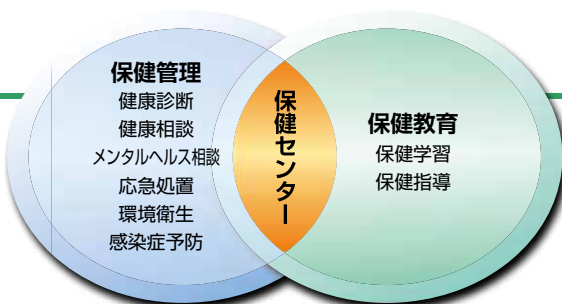 保健管理
健康診断
健康相談
メンタルヘルス相談
応急処置
環境衛生
感染症予防
保健センター
保健教育
保健学習
保健指導